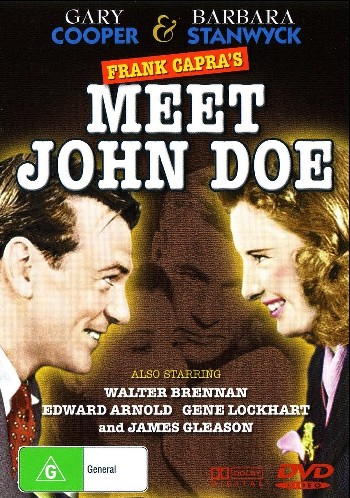 GARY & BARBARA
COOPER STANWYCK
FRANK CAPRA'S
MEET
JOHN DOE
ALSO STARRING
WALTER BRENNAN
EDWARD ARNOLD GENE LOCKHART
and JAMES GLEASON
G General
DVD
VIDEO